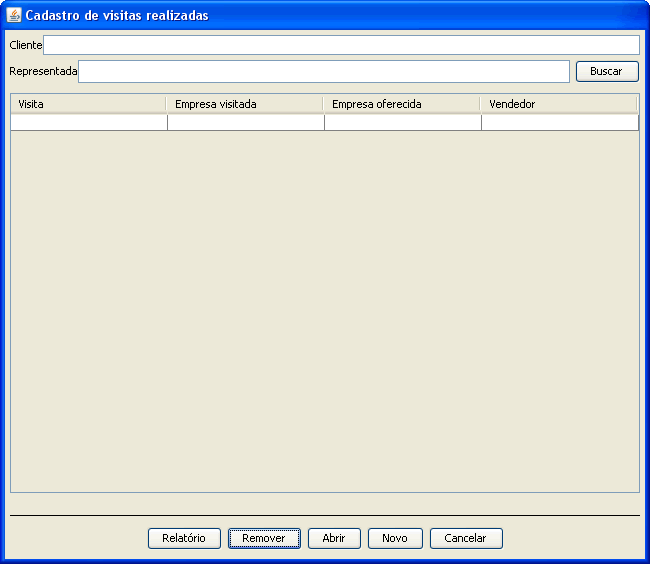 Cadastro de visitas realizadas
Cliente
Representada Buscar
Visita Empresa visitada Empresa oferecida Vendedor
Relatório Remover Abrir Novo Cancelar